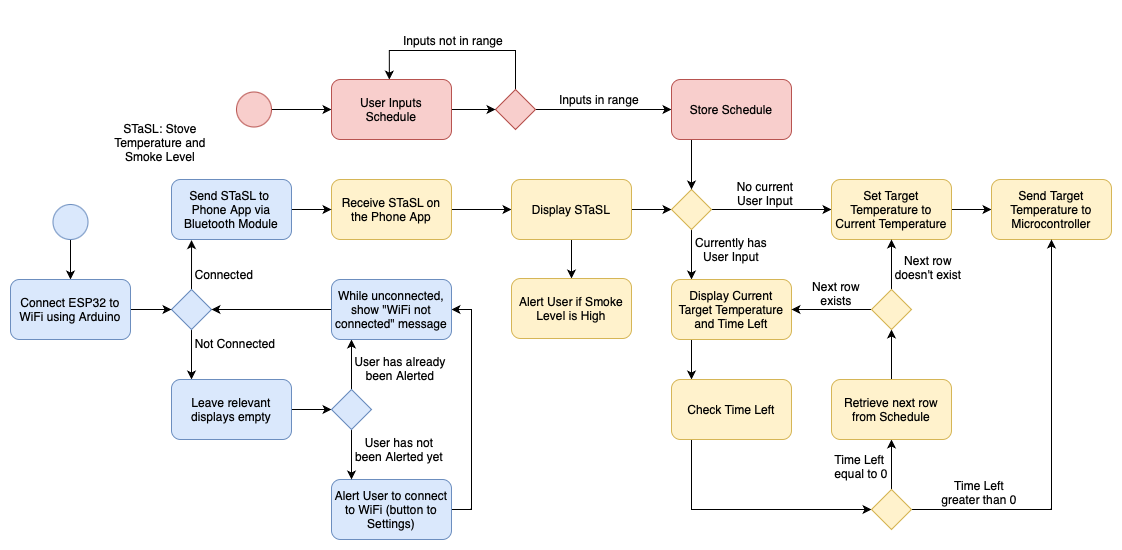 Inputs not in range
User Inputs
Schedule
Inputs in range
Store Schedule
STaSL: Stove
Temperature and
Smoke Level
Send STaSL to
Phone App via
Bluetooth Module
Receive STaSL on
the Phone App
Display STaSL
No current
User Input
Set Target
Temperature to
Current Temperature
Send Target
Temperature to
Microcontroller
Currently has
User Input
Connected
Next row
doesn't exist
Connect ESP32 to
WiFi using Arduino
While unconnected,
show "WiFi not
connected" message
Alert User if Smoke
Level is High
Display Current
Target Temperature
and Time Left
Next row
exists
Not Connected
User has already
been Alerted
Leave relevant
displays empty
Check Time Left
Retrieve next row
from Schedule
User has not
been Alerted yet
Time Left
equal to 0
Alert User to connect
to WiFi (button to
Settings)
Time Left
greater than 0